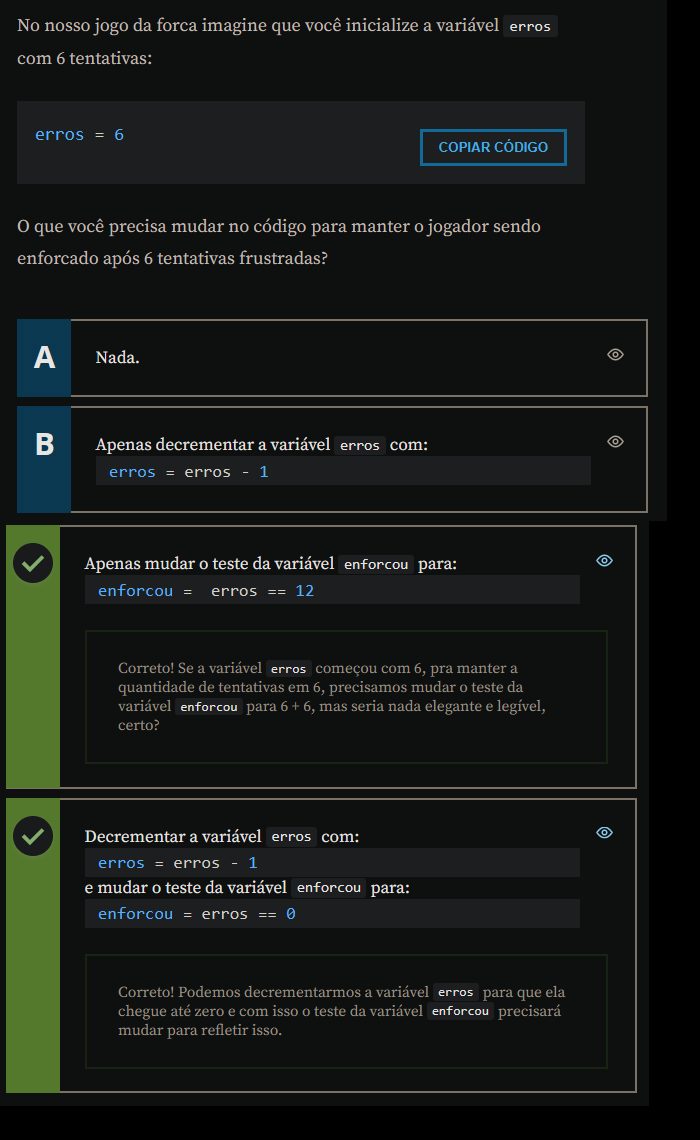 No nosso jogo da forca imagine que você inicialize a variável erros
com 6 tentativas:
erros = 6
COPIAR CÓDIGO
O que você precisa mudar no código para manter o jogador sendo
enforcado após 6 tentativas frustradas?
A
Nada.
B
Apenas decrementar a variável erros com:
erros = erros - 1
Apenas mudar o teste da variável enforcou para:
enforcou =  erros == 12
Correto! Se a variável erros começou com 6, pra manter a
quantidade de tentativas em 6, precisamos mudar o teste da
variável enforcou para 6 + 6, mas seria nada elegante e legível,
certo?
Decrementar a variável erros com:
erros = erros - 1
e mudar o teste da variável enforcou para:
enforcou = erros == 0
Correto! Podemos decrementarmos a variável erros para que ela
chegue até zero e com isso o teste da variável enforcou precisará
mudar para refletir isso.